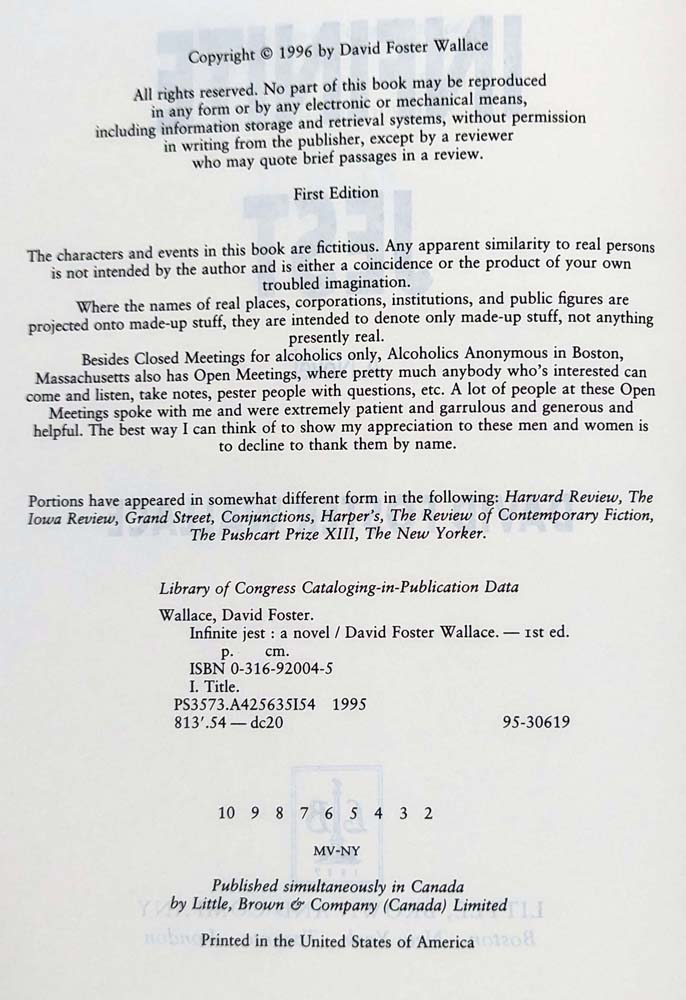 Copyright © 1996 by David Foster Wallace
All rights reserved. No part of this book may be reproduced
in any form or by any electronic or mechanical means,
including information storage and retrieval systems, without permission
in writing from the publisher, except by a reviewer
who may quote brief passages in a review.
First Edition
The characters and events in this book are fictitious. Any apparent similarity to real persons
is not intended by the author and is either a coincidence or the product of your own
troubled imagination.
Where the names of real places, corporations, institutions, and public figures are
projected onto made-up stuff, they are intended to denote only made-up stuff, not anything
presently real.
Besides Closed Meetings for alcoholics only, Alcoholics Anonymous in Boston,
Massachusetts also has Open Meetings, where pretty much anybody who's interested can
come and listen, take notes, pester people with questions, etc. A lot of people at these Open
Meetings spoke with me and were extremely patient and garrulous and generous and
helpful. The best way I can think of to show my appreciation to these men and women is
to decline to thank them by name.
Portions have appeared in somewhat different form in the following: Harvard Review, The
Iowa Review, Grand Street, Conjunctions, Harper's, The Review of Contemporary Fiction,
The Pushcart Prize XIII, The New Yorker.
Library of Congress Cataloging-in-Publication Data
Wallace, David Foster.
Infinite jest : a novel / David Foster Wallace. — 1st ed.
p. cm.
ISBN 0-316-92004-5
I. Title.
PS3573.A425635I54 1995
813'.54 — dc20 95-30619
10 9 8 7 6 5 4 3 2
MV-NY
Published simultaneously in Canada
by Little, Brown & Company (Canada) Limited
Printed in the United States of America